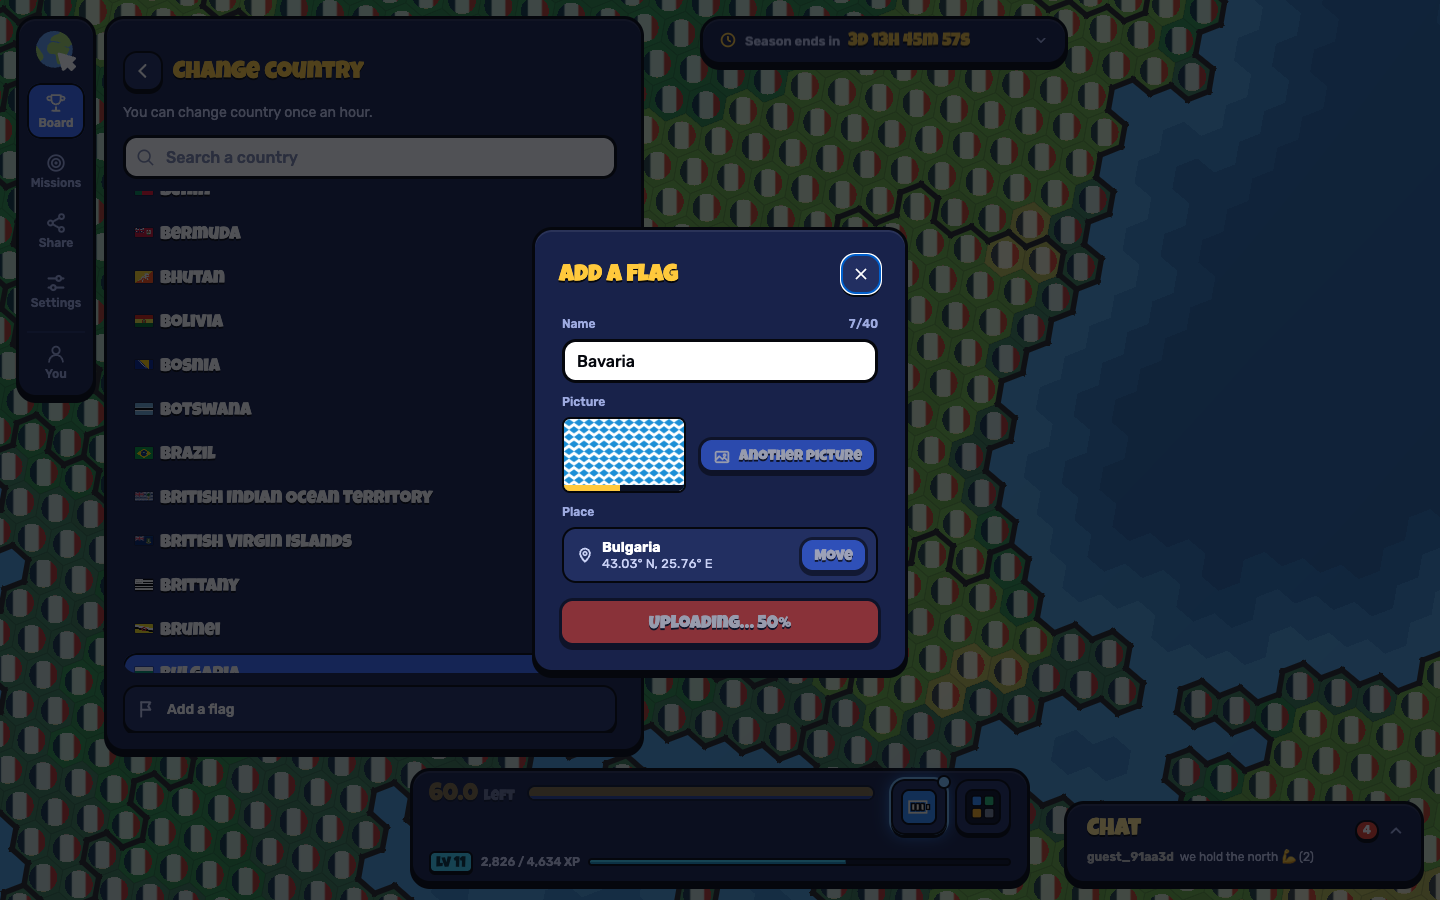 Board
Missions
Share
Settings
You
CHANGE COUNTRY
You can change country once an hour.
Search a country
BERMUDA
BHUTAN
BOLIVIA
BOSNIA
BOTSWANA
BRAZIL
BRITISH INDIAN OCEAN TERRITORY
BRITISH VIRGIN ISLANDS
BRITTANY
BRUNEI
BULGARIA
Add a flag
Season ends in 3D 13H 45M 57S
ADD A FLAG
Name 7/40
Bavaria
Picture
ANOTHER PICTURE
Place
Bulgaria
43.03° N, 25.76° E
MOVE
UPLOADING... 50%
60.0 LEFT
LV 11 2,826 / 4,634 XP
CHAT 4
guest_91aa3d we hold the north 💪 (2)